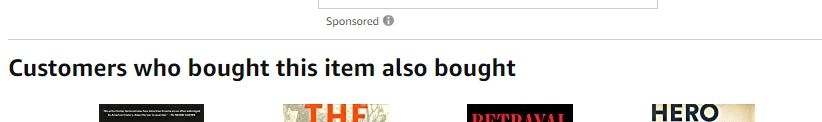 Sponsored
Customers who bought this item also bought
THE
BETRAYAL
HERO